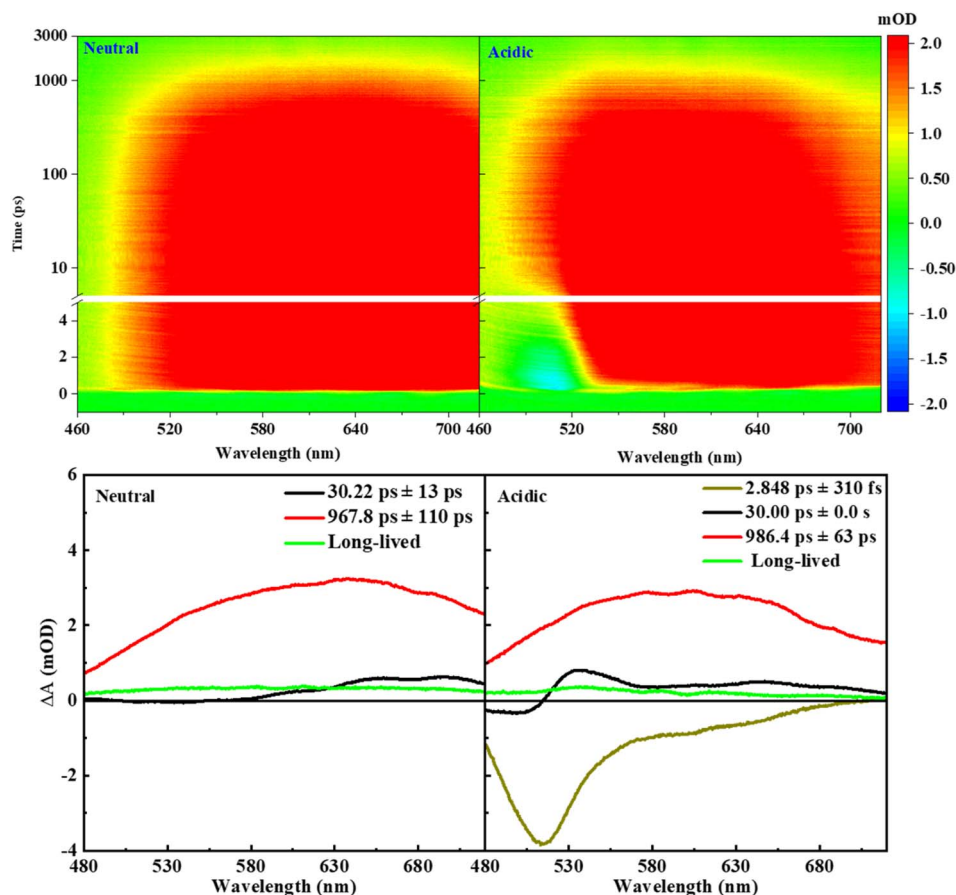 mOD
3000
1000
100
10
4
2
0
Time (ps)
Neutral
460 520 580 640 700
Wavelength (nm)
Acidic
460 520 580 640 700
Wavelength (nm)
2.0
1.5
1.0
0.50
0.0
-0.50
-1.0
-1.5
-2.0
6
4
2
0
-2
-4
ΔA (mOD)
Neutral
30.22 ps ± 13 ps
967.8 ps ± 110 ps
Long-lived
480 530 580 630 680
Wavelength (nm)
Acidic
2.848 ps ± 310 fs
30.00 ps ± 0.0 s
986.4 ps ± 63 ps
Long-lived
480 530 580 630 680
Wavelength (nm)